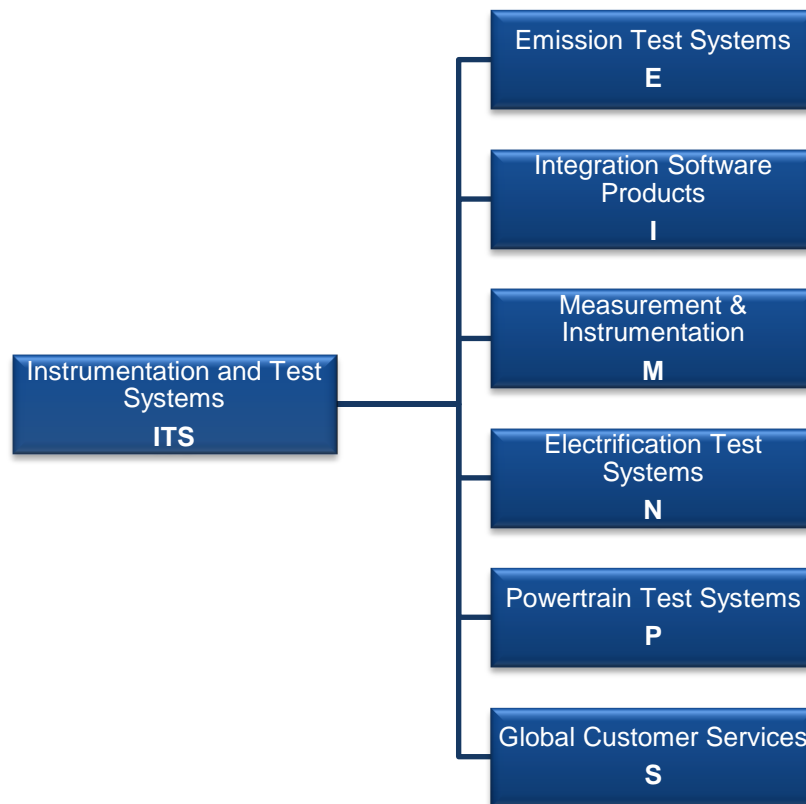 Emission Test Systems
E
Integration Software
Products
I
Measurement &
Instrumentation
M
Instrumentation and Test
Systems
ITS
Electrification Test
Systems
N
Powertrain Test Systems
P
Global Customer Services
S